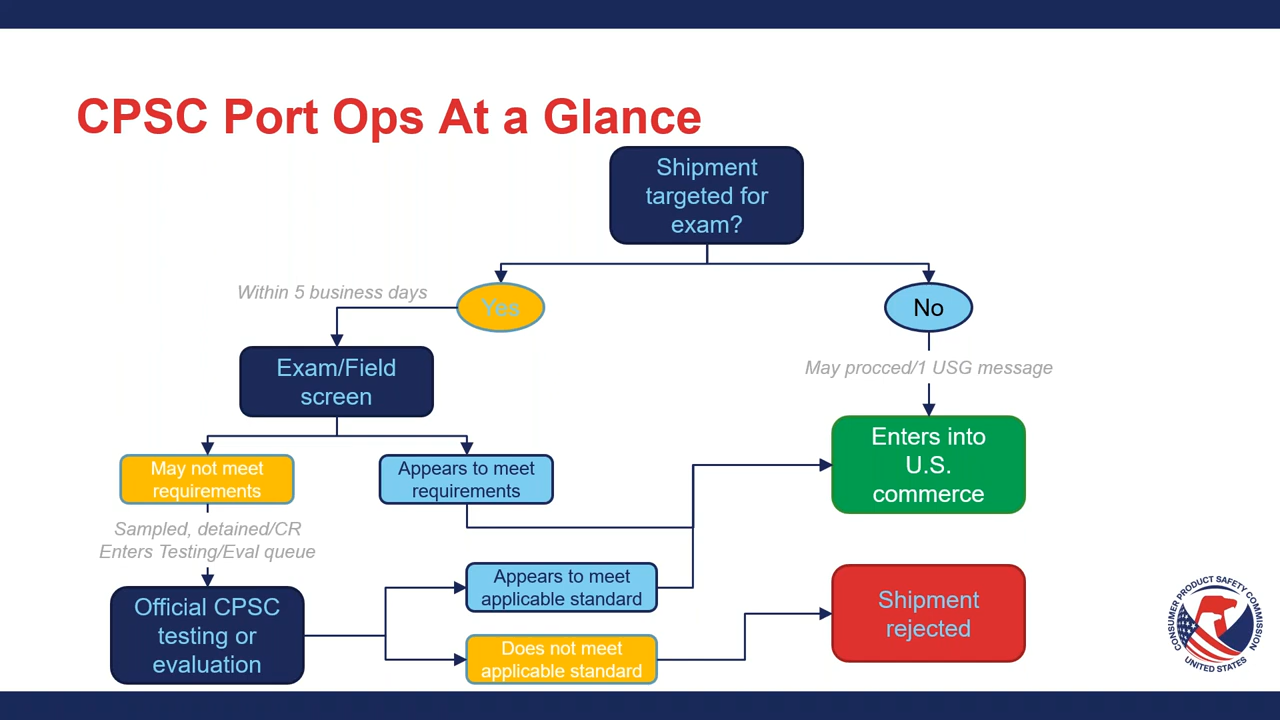 CPSC Port Ops At a Glance
Shipment
targeted for
exam?
Within 5 business days
Yes
No
Exam/Field
screen
May procced/1 USG message
May not meet
requirements
Appears to meet
requirements
Enters into
U.S.
commerce
Sampled, detained/CR
Enters Testing/Eval queue
Official CPSC
testing or
evaluation
Appears to meet
applicable standard
Does not meet
applicable standard
Shipment
rejected
CONSUMER PRODUCT SAFETY COMMISSION
UNITED STATES